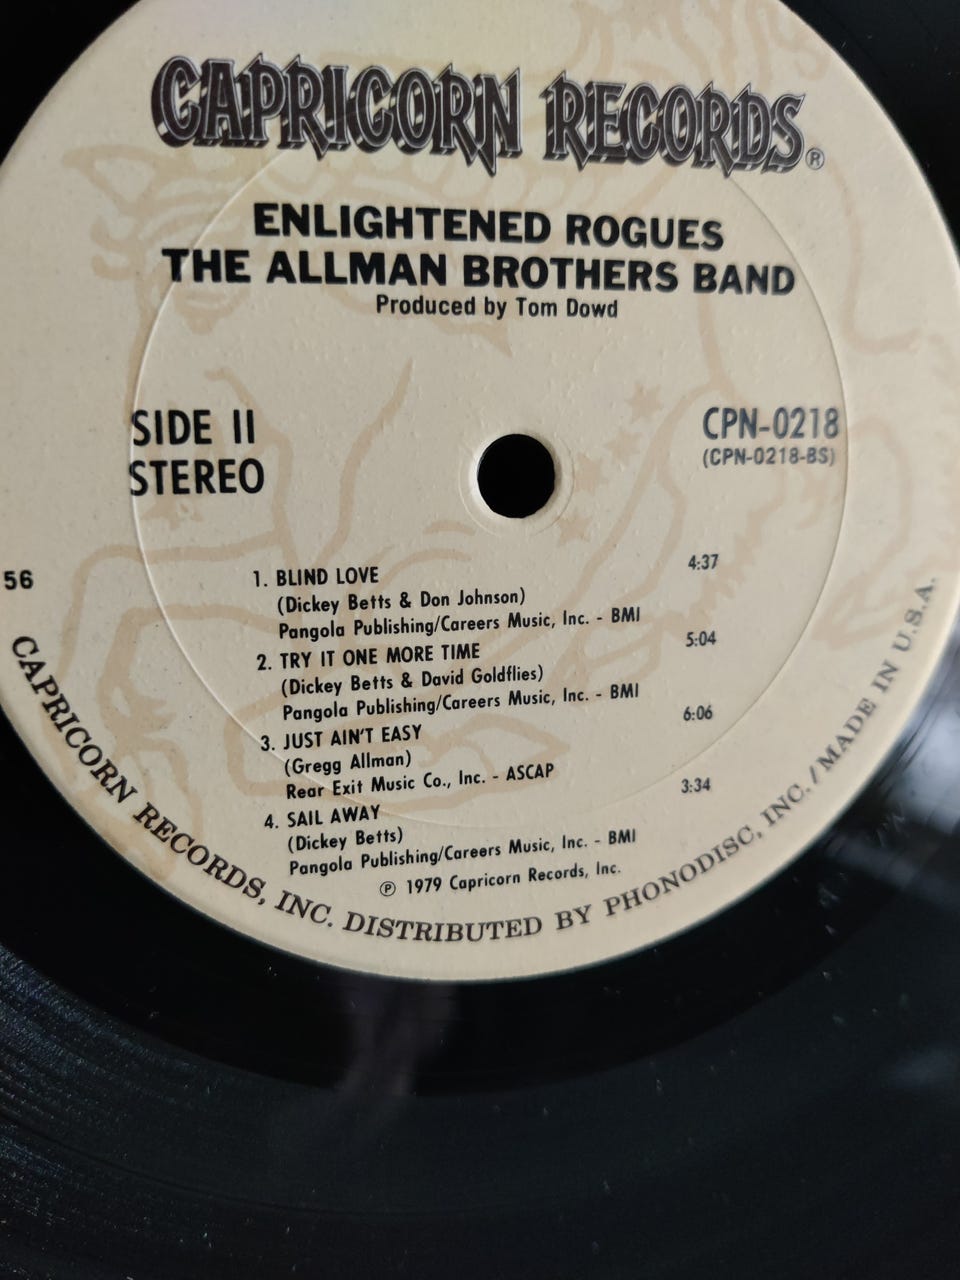 CAPRICORN RECORDS®
ENLIGHTENED ROGUES
THE ALLMAN BROTHERS BAND
Produced by Tom Dowd
SIDE II
STEREO
CPN-0218
(CPN-0218-BS)
56
1. BLIND LOVE 4:37
(Dickey Betts & Don Johnson)
Pangola Publishing/Careers Music, Inc. - BMI
2. TRY IT ONE MORE TIME 5:04
(Dickey Betts & David Goldflies)
Pangola Publishing/Careers Music, Inc. - BMI
3. JUST AIN'T EASY 6:06
(Gregg Allman)
Rear Exit Music Co., Inc. - ASCAP
4. SAIL AWAY 3:34
(Dickey Betts)
Pangola Publishing/Careers Music, Inc. - BMI
℗ 1979 Capricorn Records, Inc.
CAPRICORN RECORDS, INC. DISTRIBUTED BY PHONODISC, INC. / MADE IN U.S.A.